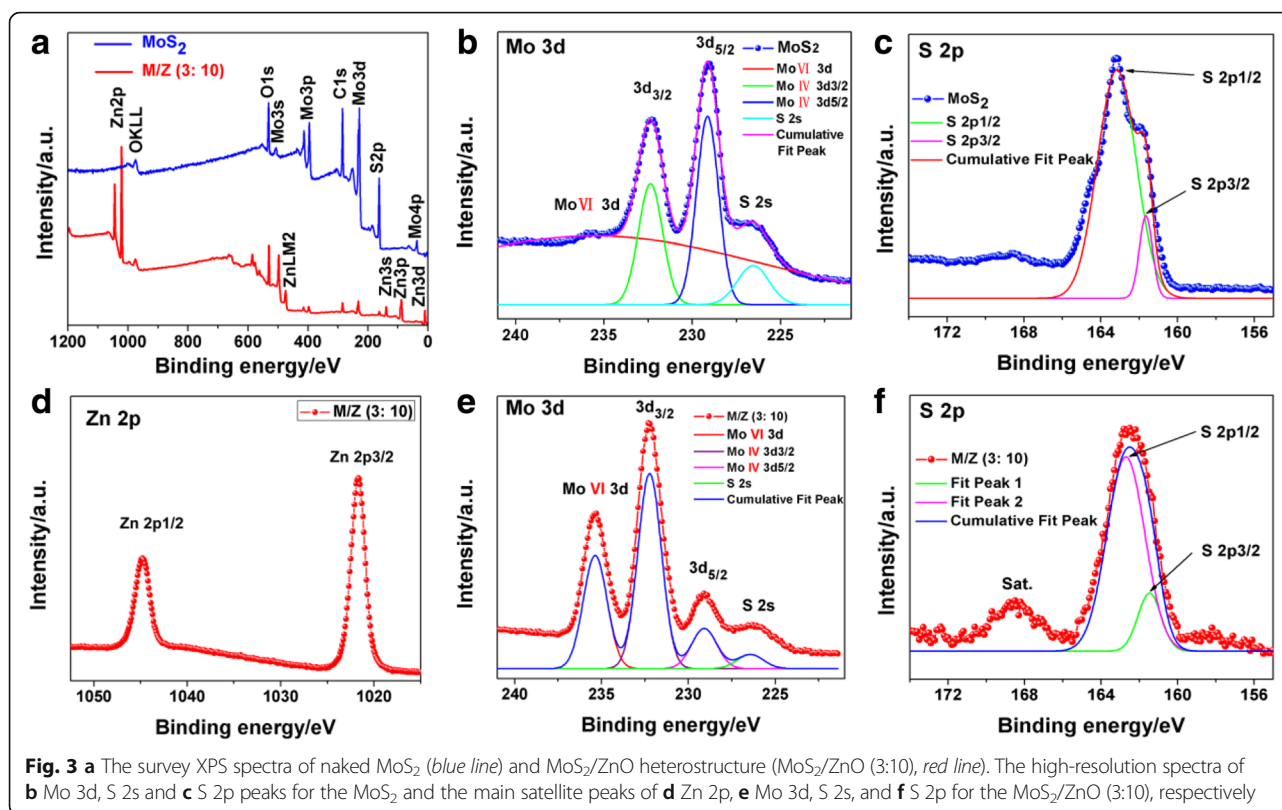 a
MoS2
M/Z (3: 10)
Zn2p
OKLL
O1s
Mo3s
Mo3p
C1s
Mo3d
S2p
Mo4p
ZnLM2
Zn3s
Zn3p
Zn3d
Intensity/a.u.
1200 1000 800 600 400 200 0
Binding energy/eV
b Mo 3d
3d3/2
3d5/2
MoS2
Mo VI 3d
Mo IV 3d3/2
Mo IV 3d5/2
S 2s
Cumulative
Fit Peak
Mo VI 3d
S 2s
Intensity/a.u.
240 235 230 225
Binding energy/eV
c S 2p
S 2p1/2
MoS2
S 2p1/2
S 2p3/2
Cumulative Fit Peak
S 2p3/2
Intensity/a.u.
172 168 164 160 156
Binding energy/eV
d
Zn 2p
M/Z (3: 10)
Zn 2p3/2
Zn 2p1/2
Intensity/a.u.
1050 1040 1030 1020
Binding energy/eV
e Mo 3d
3d3/2
M/Z (3: 10)
Mo VI 3d
Mo IV 3d3/2
Mo IV 3d5/2
S 2s
Cumulative Fit Peak
Mo VI 3d
3d5/2
S 2s
Intensity/a.u.
240 235 230 225
Binding energy/eV
f
S 2p
S 2p1/2
M/Z (3: 10)
Fit Peak 1
Fit Peak 2
Cumulative Fit Peak
S 2p3/2
Sat.
Intensity/a.u.
172 168 164 160 156
Binding energy/eV
Fig. 3 a The survey XPS spectra of naked MoS2 (blue line) and MoS2/ZnO heterostructure (MoS2/ZnO (3:10), red line). The high-resolution spectra of
b Mo 3d, S 2s and c S 2p peaks for the MoS2 and the main satellite peaks of d Zn 2p, e Mo 3d, S 2s, and f S 2p for the MoS2/ZnO (3:10), respectively